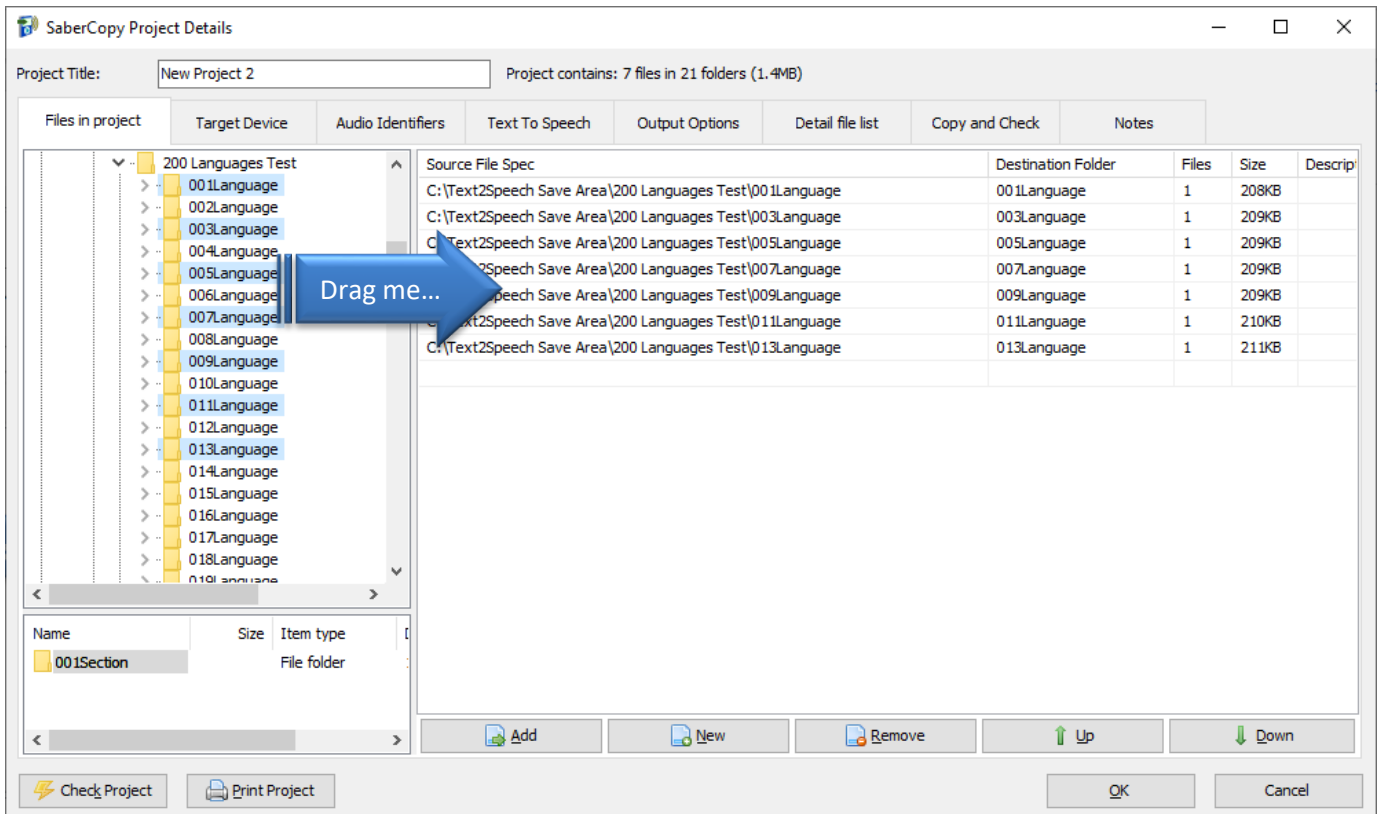 SaberCopy Project Details
Project Title: New Project 2 Project contains: 7 files in 21 folders (1.4MB)
Files in project Target Device Audio Identifiers Text To Speech Output Options Detail file list Copy and Check Notes
200 Languages Test
001Language
002Language
003Language
004Language
005Language
006Language
007Language
008Language
009Language
010Language
011Language
012Language
013Language
014Language
015Language
016Language
017Language
018Language
019Language
Drag me...
Source File Spec Destination Folder Files Size Descrip
C:\Text2Speech Save Area\200 Languages Test\001Language 001Language 1 208KB
C:\Text2Speech Save Area\200 Languages Test\003Language 003Language 1 209KB
C:\Text2Speech Save Area\200 Languages Test\005Language 005Language 1 209KB
Speech Save Area\200 Languages Test\007Language 007Language 1 209KB
Speech Save Area\200 Languages Test\009Language 009Language 1 209KB
xt2Speech Save Area\200 Languages Test\011Language 011Language 1 210KB
C:\Text2Speech Save Area\200 Languages Test\013Language 013Language 1 211KB
Name Size Item type
001Section File folder
Add New Remove Up Down
Check Project Print Project OK Cancel